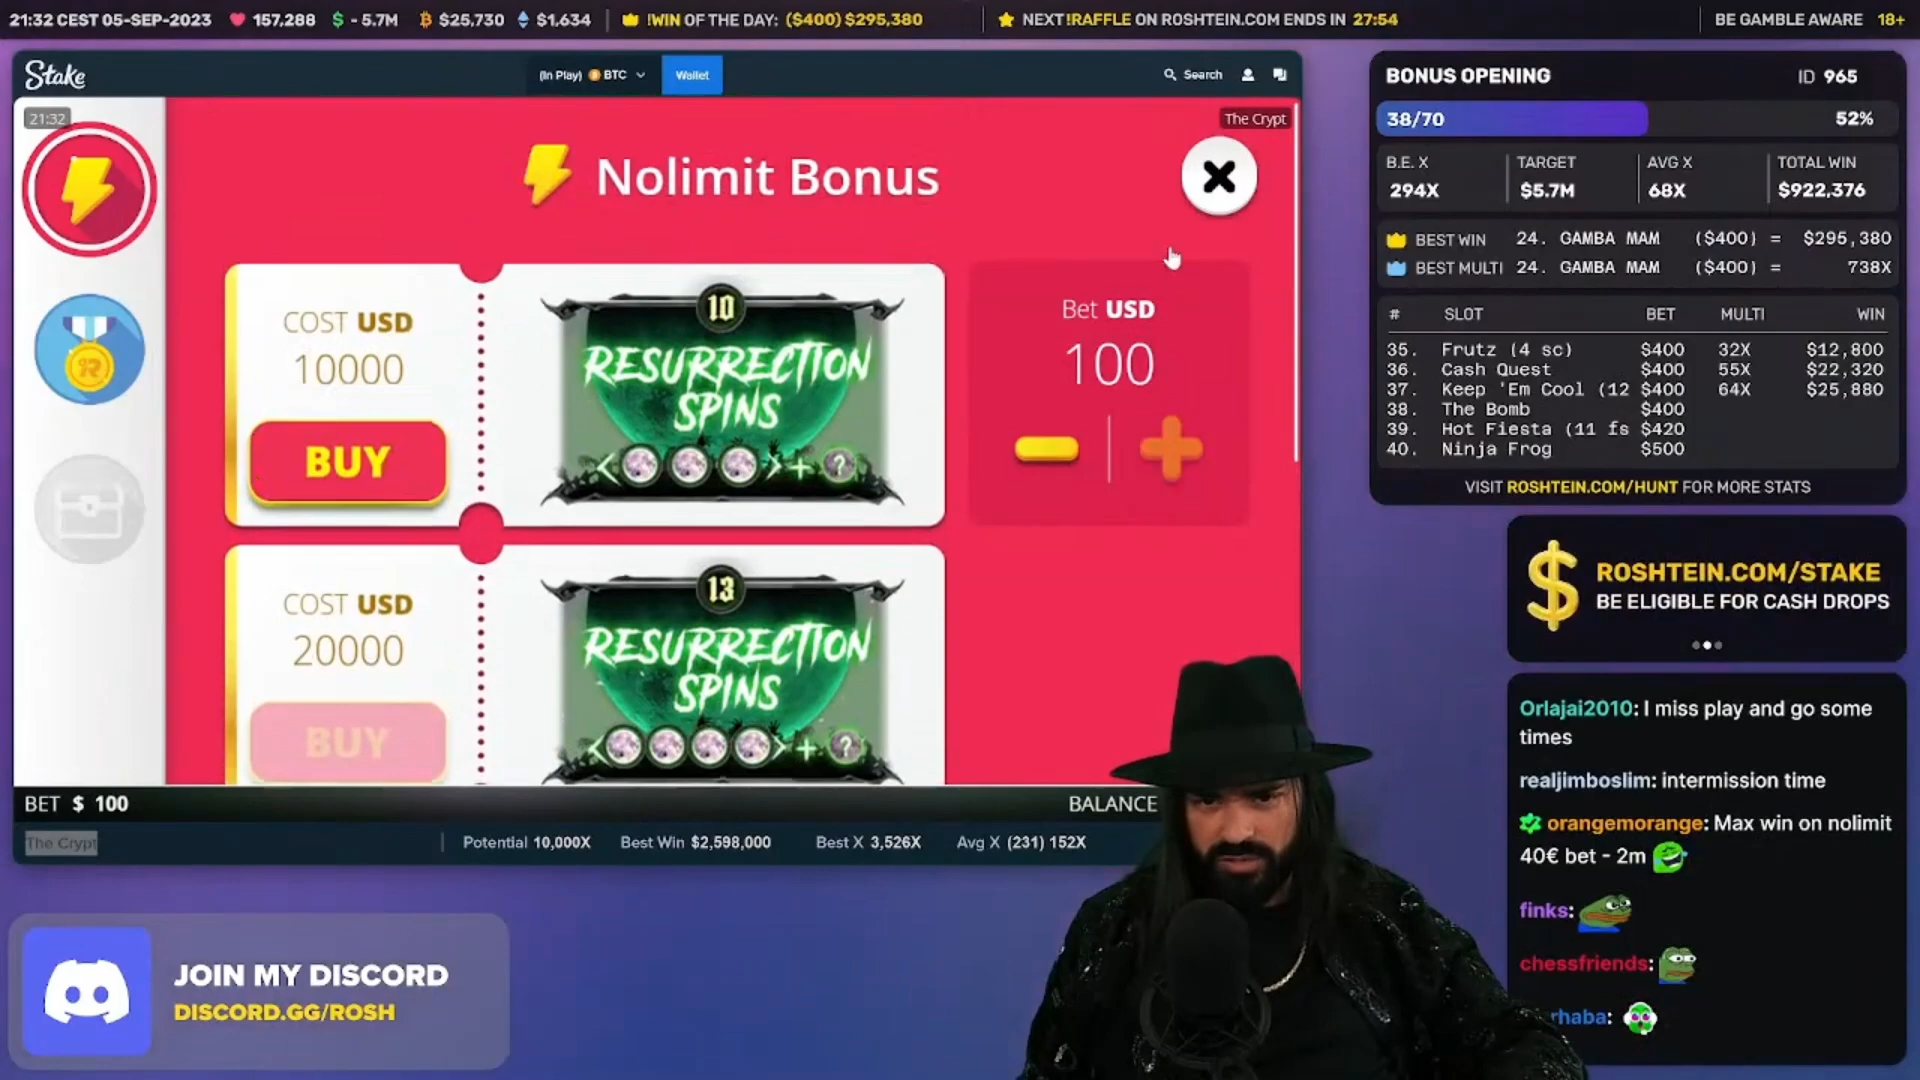 21:32 CEST 05-SEP-2023 157,288 $ - 5.7M $25,730 $1,634 !WIN OF THE DAY: ($400) $295,380 NEXT !RAFFLE ON ROSHTEIN.COM ENDS IN 27:54 BE GAMBLE AWARE 18+
Stake (In Play) BTC Wallet Search
21:32 The Crypt
Nolimit Bonus
COST USD
10000
BUY
10
RESURRECTION
SPINS
Bet USD
100
COST USD
20000
BUY
13
RESURRECTION
SPINS
BET $ 100 BALANCE
The Crypt Potential 10,000X Best Win $2,598,000 Best X 3,526X Avg X (231) 152X
JOIN MY DISCORD
DISCORD.GG/ROSH
BONUS OPENING ID 965
38/70 52%
B.E. X TARGET AVG X TOTAL WIN
294X $5.7M 68X $922,376
BEST WIN 24. GAMBA MAM ($400) = $295,380
BEST MULTI 24. GAMBA MAM ($400) = 738X
# SLOT BET MULTI WIN
35. Frutz (4 sc) $400 32X $12,800
36. Cash Quest $400 55X $22,320
37. Keep 'Em Cool (12 $400 64X $25,880
38. The Bomb $400
39. Hot Fiesta (11 fs $420
40. Ninja Frog $500
VISIT ROSHTEIN.COM/HUNT FOR MORE STATS
ROSHTEIN.COM/STAKE
BE ELIGIBLE FOR CASH DROPS
Orlajai2010: I miss play and go some
times
realjimboslim: intermission time
orangemorange: Max win on nolimit
40€ bet - 2m
finks:
chessfriends:
rhaba: